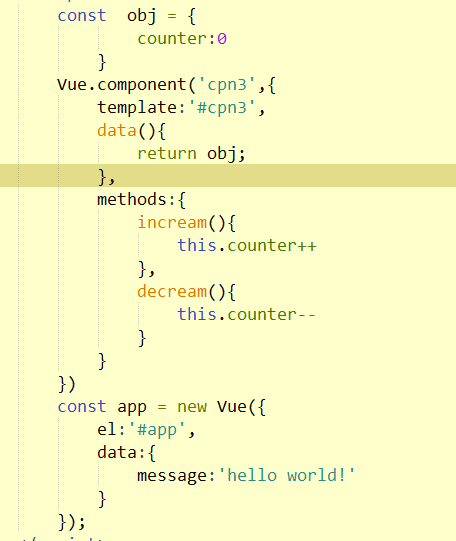 const  obj = {
counter:0
}
Vue.component('cpn3',{
template:'#cpn3',
data(){
return obj;
},
methods:{
incream(){
this.counter++
},
decream(){
this.counter--
}
}
})
const app = new Vue({
el:'#app',
data:{
message:'hello world!'
}
});